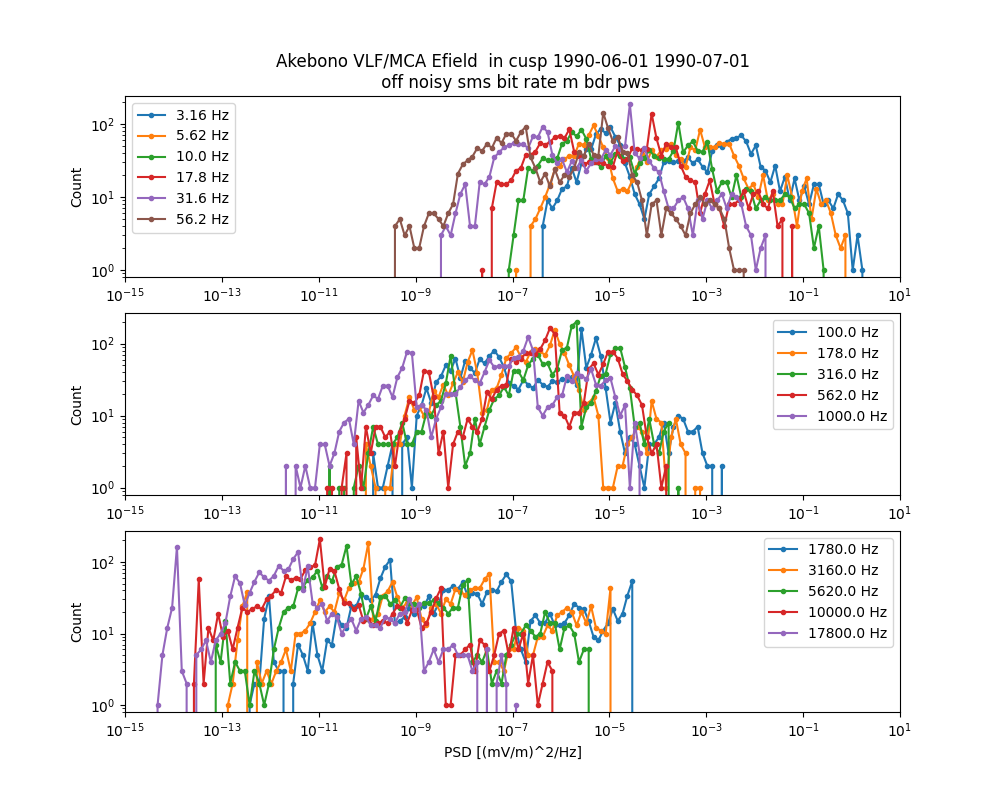 Akebono VLF/MCA Efield  in cusp 1990-06-01 1990-07-01
off noisy sms bit rate m bdr pws
Count
10^2
10^1
10^0
3.16 Hz
5.62 Hz
10.0 Hz
17.8 Hz
31.6 Hz
56.2 Hz
10^-15 10^-13 10^-11 10^-9 10^-7 10^-5 10^-3 10^-1 10^1
Count
10^2
10^1
10^0
100.0 Hz
178.0 Hz
316.0 Hz
562.0 Hz
1000.0 Hz
10^-15 10^-13 10^-11 10^-9 10^-7 10^-5 10^-3 10^-1 10^1
Count
10^2
10^1
10^0
1780.0 Hz
3160.0 Hz
5620.0 Hz
10000.0 Hz
17800.0 Hz
10^-15 10^-13 10^-11 10^-9 10^-7 10^-5 10^-3 10^-1 10^1
PSD [(mV/m)^2/Hz]